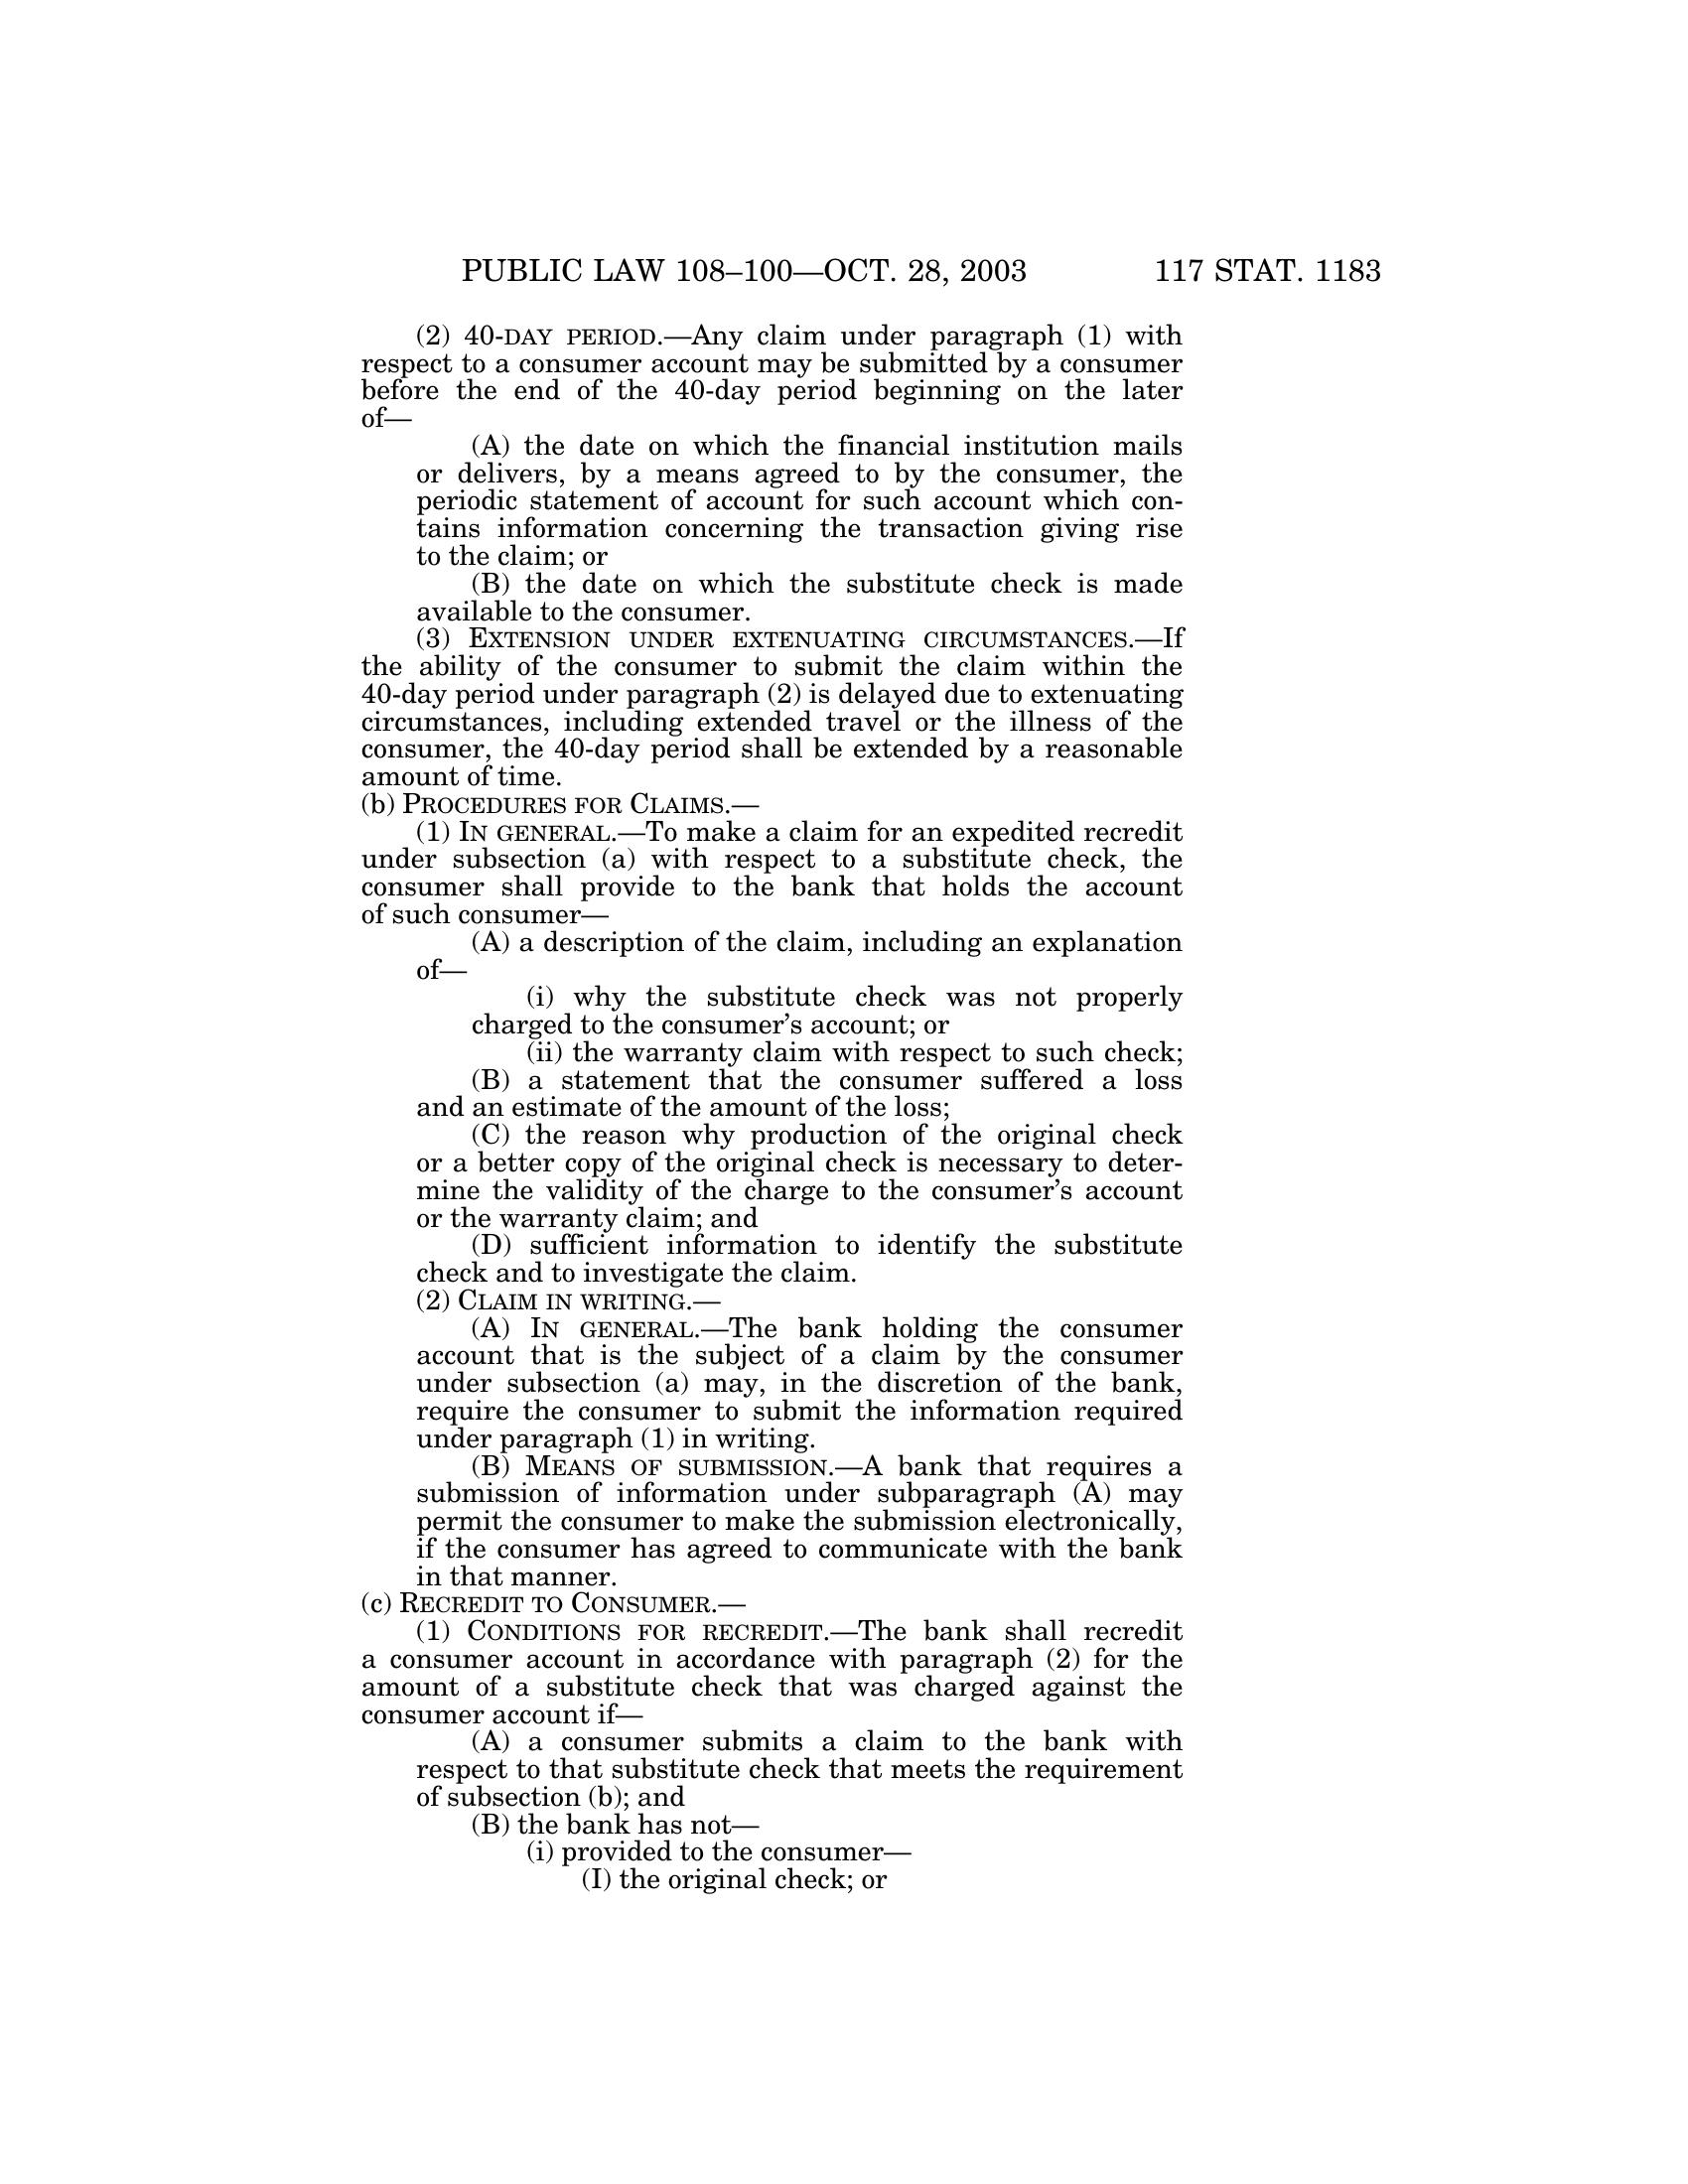 PUBLIC LAW 108–100—OCT. 28, 2003 117 STAT. 1183
(2) 40-DAY PERIOD.—Any claim under paragraph (1) with
respect to a consumer account may be submitted by a consumer
before the end of the 40-day period beginning on the later
of—
(A) the date on which the financial institution mails
or delivers, by a means agreed to by the consumer, the
periodic statement of account for such account which con-
tains information concerning the transaction giving rise
to the claim; or
(B) the date on which the substitute check is made
available to the consumer.
(3) EXTENSION UNDER EXTENUATING CIRCUMSTANCES.—If
the ability of the consumer to submit the claim within the
40-day period under paragraph (2) is delayed due to extenuating
circumstances, including extended travel or the illness of the
consumer, the 40-day period shall be extended by a reasonable
amount of time.
(b) PROCEDURES FOR CLAIMS.—
(1) IN GENERAL.—To make a claim for an expedited recredit
under subsection (a) with respect to a substitute check, the
consumer shall provide to the bank that holds the account
of such consumer—
(A) a description of the claim, including an explanation
of—
(i) why the substitute check was not properly
charged to the consumer’s account; or
(ii) the warranty claim with respect to such check;
(B) a statement that the consumer suffered a loss
and an estimate of the amount of the loss;
(C) the reason why production of the original check
or a better copy of the original check is necessary to deter-
mine the validity of the charge to the consumer’s account
or the warranty claim; and
(D) sufficient information to identify the substitute
check and to investigate the claim.
(2) CLAIM IN WRITING.—
(A) IN GENERAL.—The bank holding the consumer
account that is the subject of a claim by the consumer
under subsection (a) may, in the discretion of the bank,
require the consumer to submit the information required
under paragraph (1) in writing.
(B) MEANS OF SUBMISSION.—A bank that requires a
submission of information under subparagraph (A) may
permit the consumer to make the submission electronically,
if the consumer has agreed to communicate with the bank
in that manner.
(c) RECREDIT TO CONSUMER.—
(1) CONDITIONS FOR RECREDIT.—The bank shall recredit
a consumer account in accordance with paragraph (2) for the
amount of a substitute check that was charged against the
consumer account if—
(A) a consumer submits a claim to the bank with
respect to that substitute check that meets the requirement
of subsection (b); and
(B) the bank has not—
(i) provided to the consumer—
(I) the original check; or